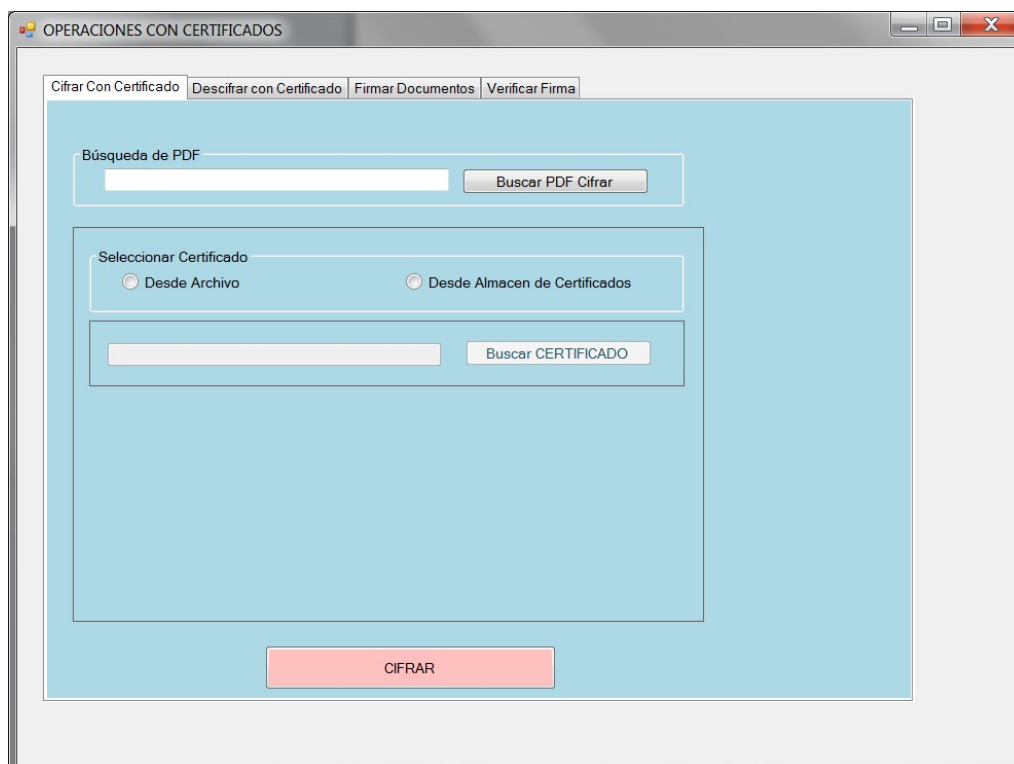 OPERACIONES CON CERTIFICADOS
Cifrar Con Certificado Descifrar con Certificado Firmar Documentos Verificar Firma
Búsqueda de PDF
Buscar PDF Cifrar
Seleccionar Certificado
Desde Archivo Desde Almacen de Certificados
Buscar CERTIFICADO
CIFRAR